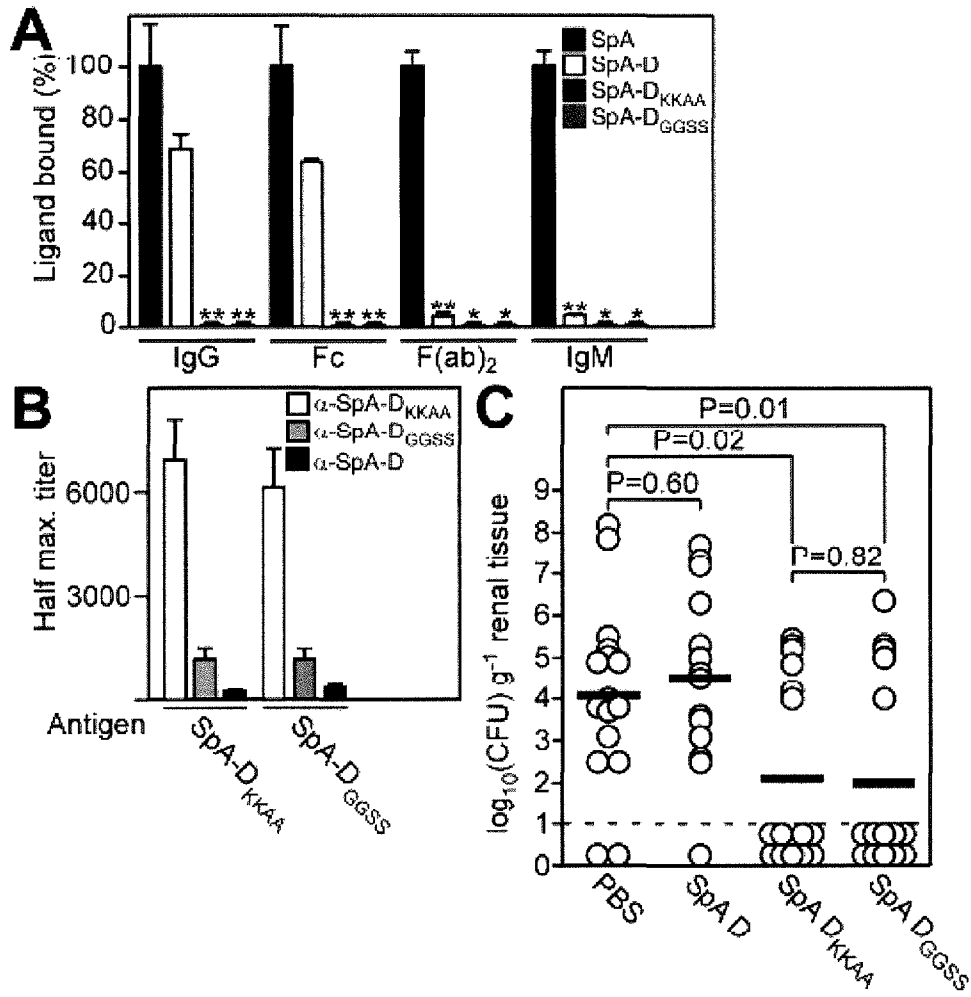 A
Ligand bound (%)
100
80
60
40
20
0
SpA
SpA-D
SpA-DKKAA
SpA-DGGSS
** **
** **
** * *
** * *
IgG Fc F(ab)2 IgM
B
Half max. titer
6000
3000
α-SpA-DKKAA
α-SpA-DGGSS
α-SpA-D
Antigen
SpA-DKKAA
SpA-DGGSS
C
P=0.01
P=0.02
P=0.60
P=0.82
log10(CFU) g-1 renal tissue
9
8
7
6
5
4
3
2
1
0
PBS
SpA D
SpA DKKAA
SpA DGGSS